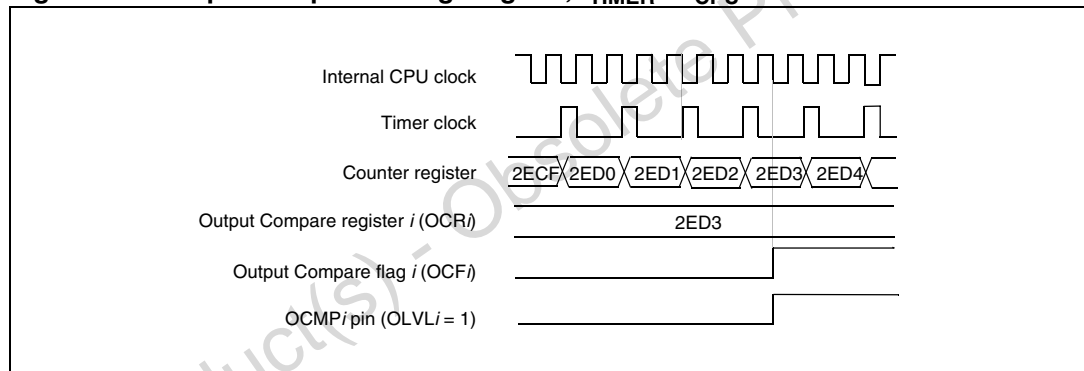 Internal CPU clock
Timer clock
Counter register
2ECF 2ED0 2ED1 2ED2 2ED3 2ED4
Output Compare register i (OCRi)
2ED3
Output Compare flag i (OCFi)
OCMPi pin (OLVLi = 1)